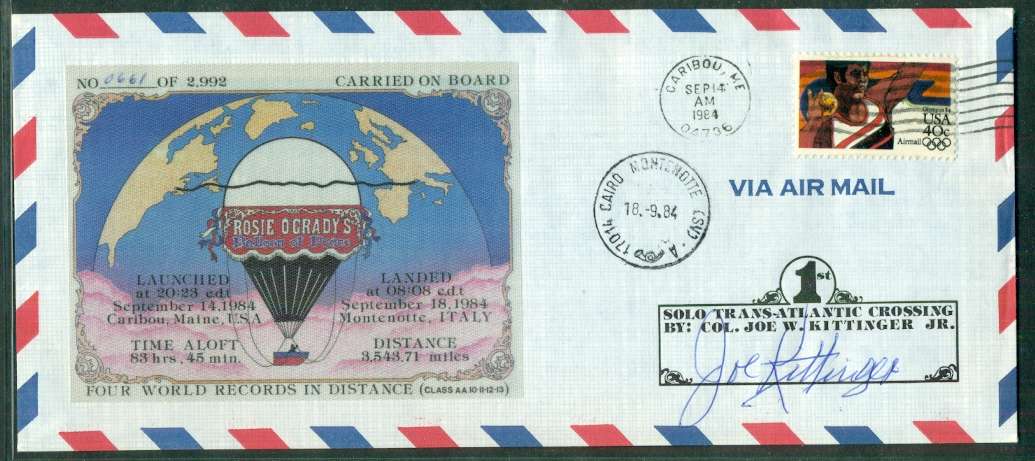 NO. 0661 OF 2,992
CARRIED ON BOARD
ROSIE O'GRADY'S
Balloon of Peace
LAUNCHED
at 20:23 edt
September 14, 1984
Caribou, Maine, U.S.A
TIME ALOFT
83 hrs, 45 min.
LANDED
at 08:08 e.d.t
September 18, 1984
Montenotte, ITALY
DISTANCE
3,543.71 miles
FOUR WORLD RECORDS IN DISTANCE (CLASS AA 10-11-12-13)
CARIBOU, ME
SEP 14
AM
1984
04736
Olympics 84
USA
40c
Airmail
17014 CAIRO MONTENOTTE (SV) "A"
18.-9.84
VIA AIR MAIL
1st
SOLO TRANS-ATLANTIC CROSSING
BY: COL. JOE W. KITTINGER JR.
Joe Kittinger